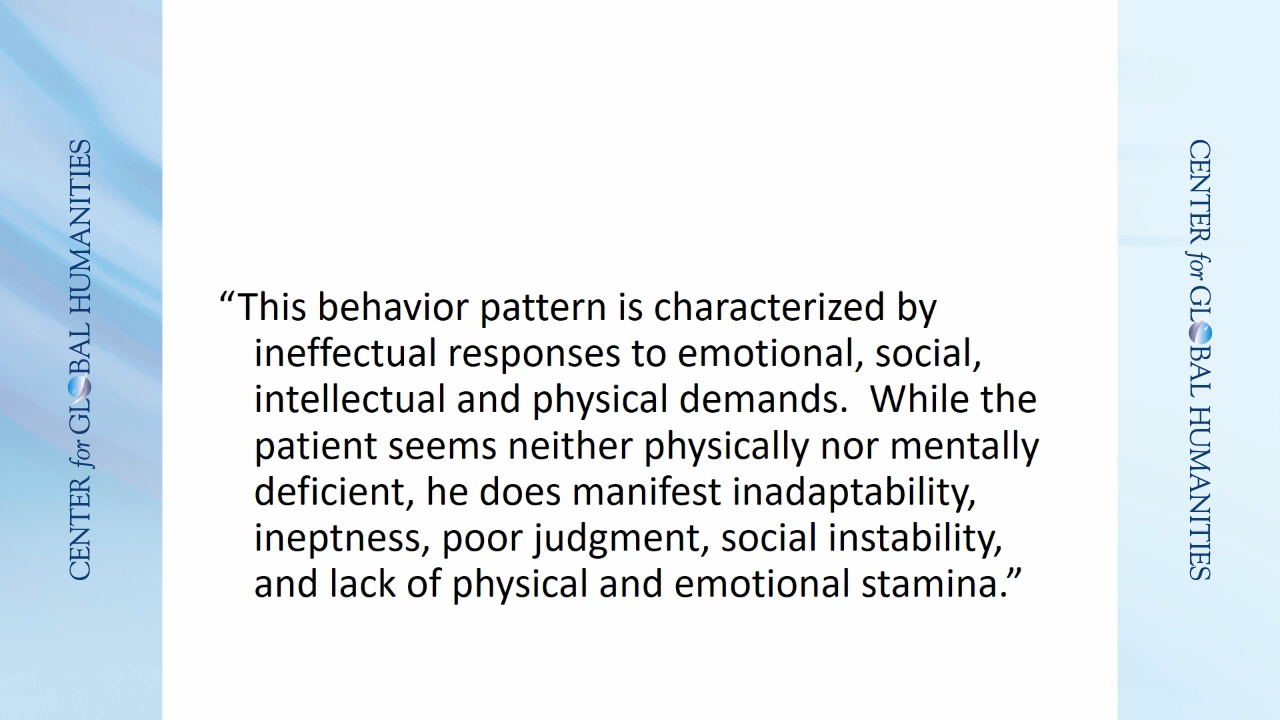 CENTER for GLOBAL HUMANITIES
“This behavior pattern is characterized by
ineffectual responses to emotional, social,
intellectual and physical demands.  While the
patient seems neither physically nor mentally
deficient, he does manifest inadaptability,
ineptness, poor judgment, social instability,
and lack of physical and emotional stamina.”
CENTER for GLOBAL HUMANITIES